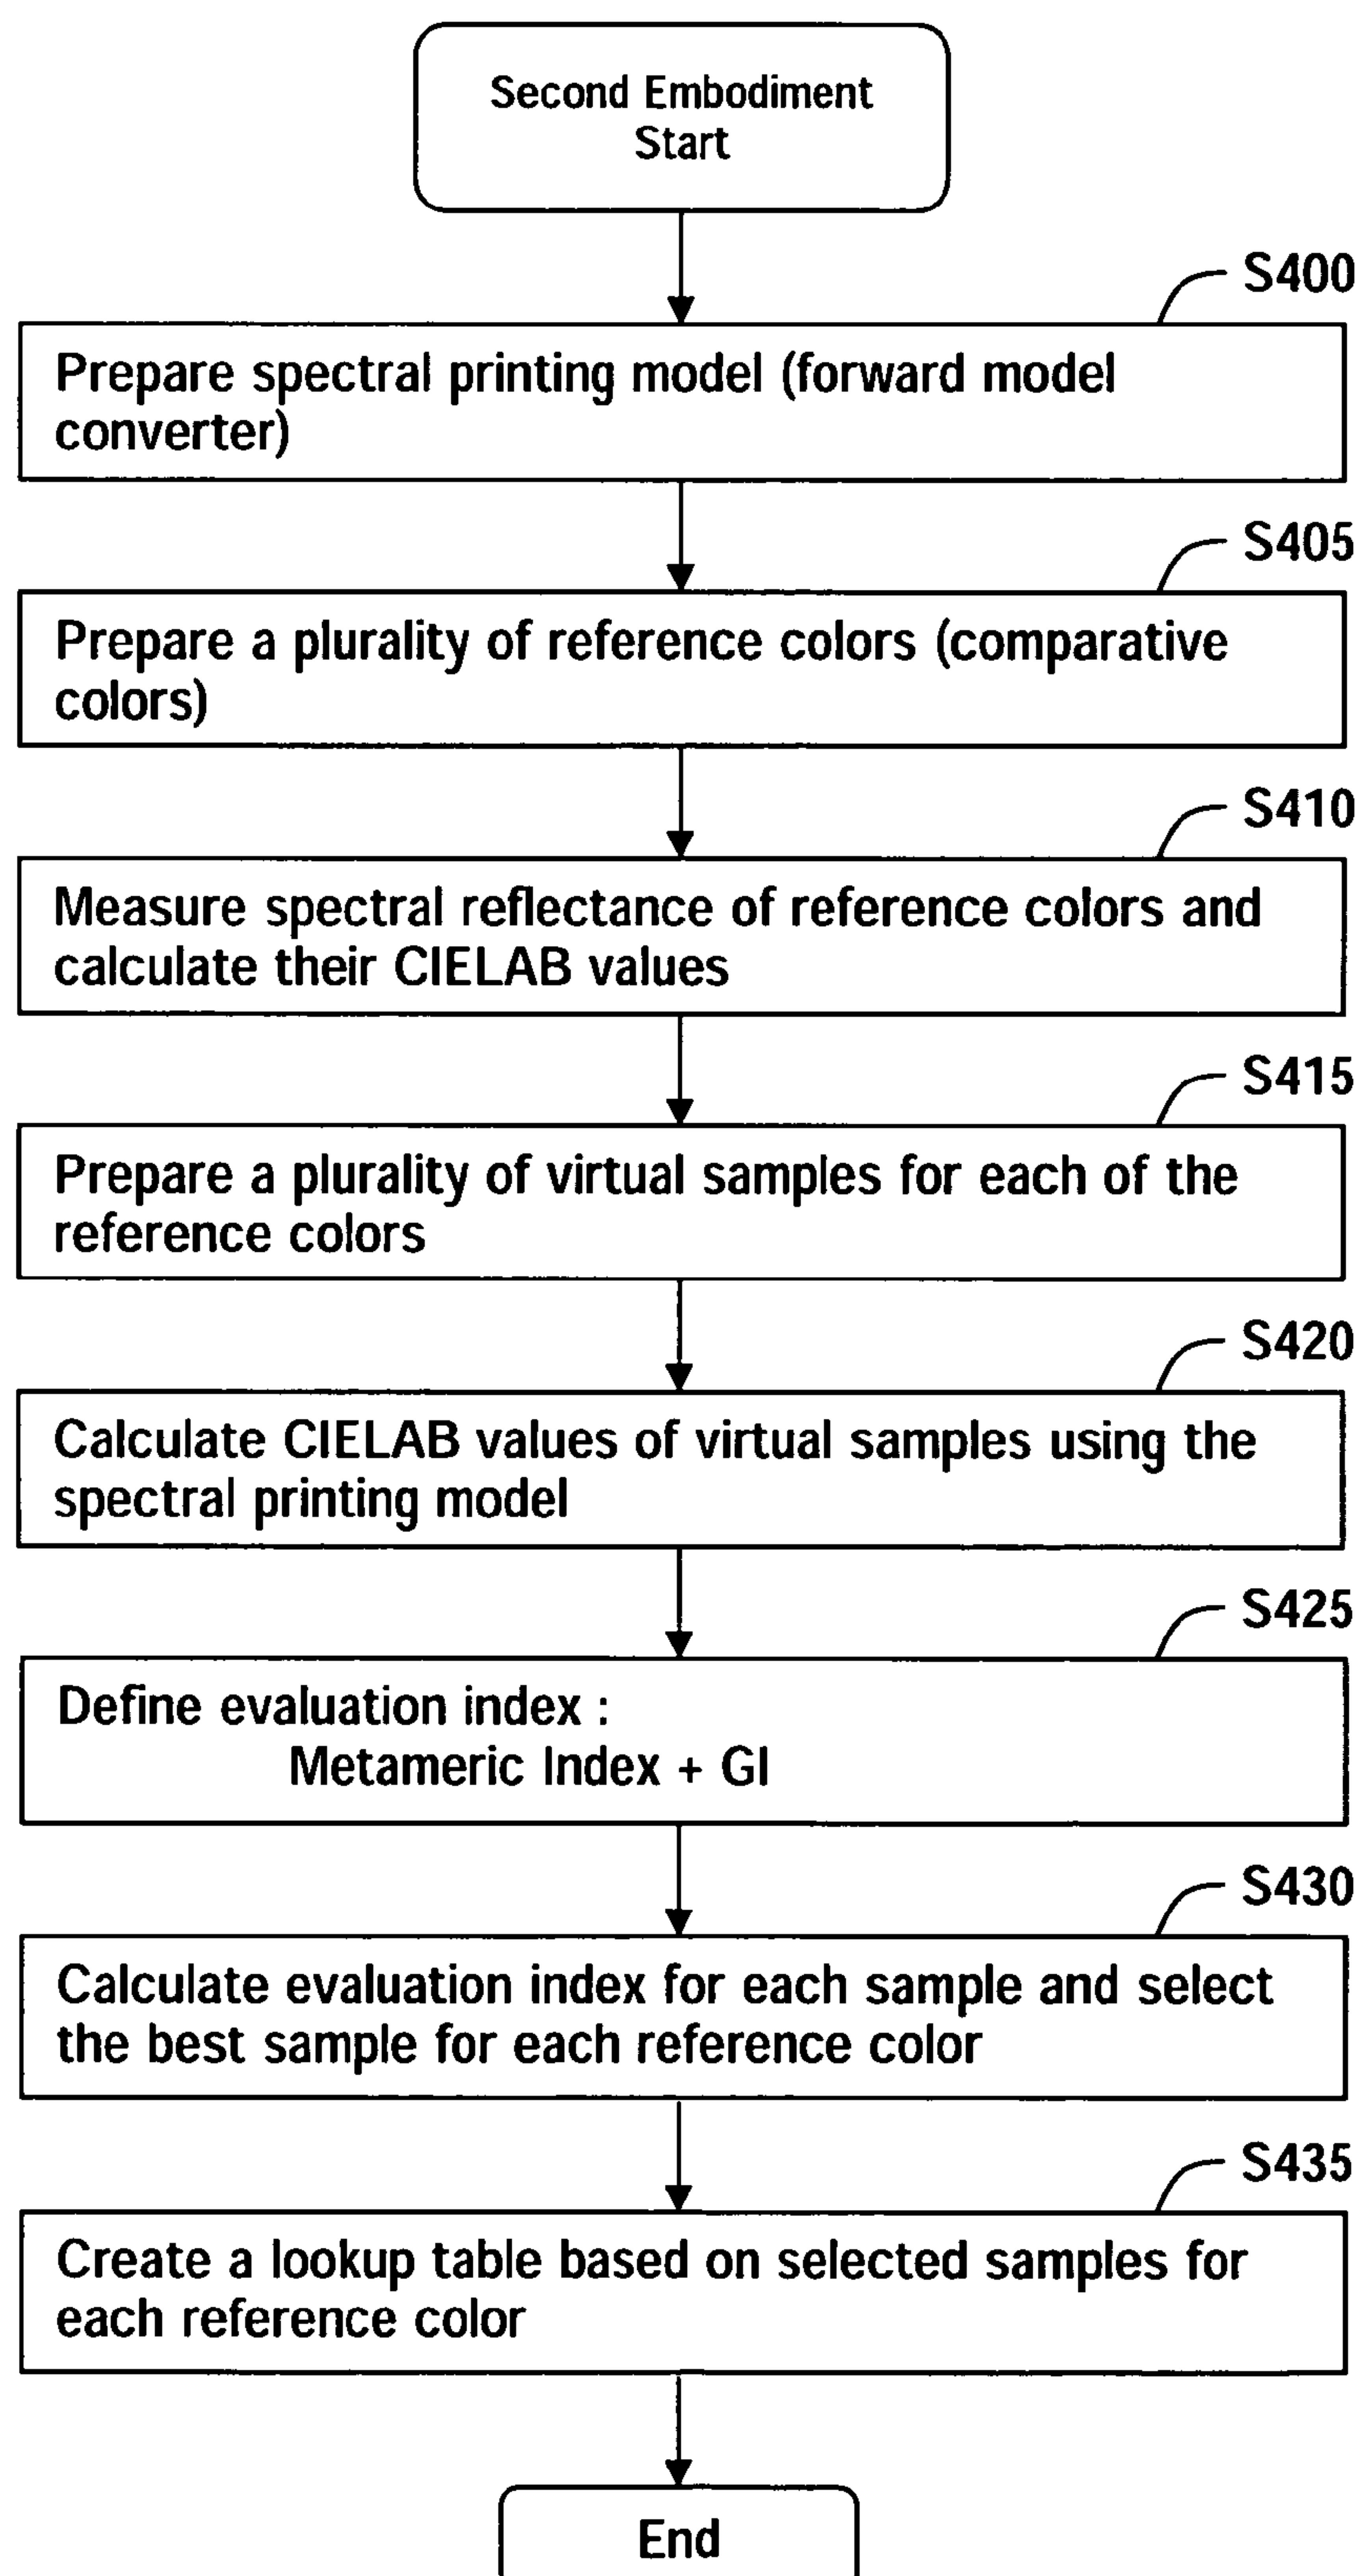 Second Embodiment
Start
S400
Prepare spectral printing model (forward model
converter)
S405
Prepare a plurality of reference colors (comparative
colors)
S410
Measure spectral reflectance of reference colors and
calculate their CIELAB values
S415
Prepare a plurality of virtual samples for each of the
reference colors
S420
Calculate CIELAB values of virtual samples using the
spectral printing model
S425
Define evaluation index :
Metameric Index + GI
S430
Calculate evaluation index for each sample and select
the best sample for each reference color
S435
Create a lookup table based on selected samples for
each reference color
End